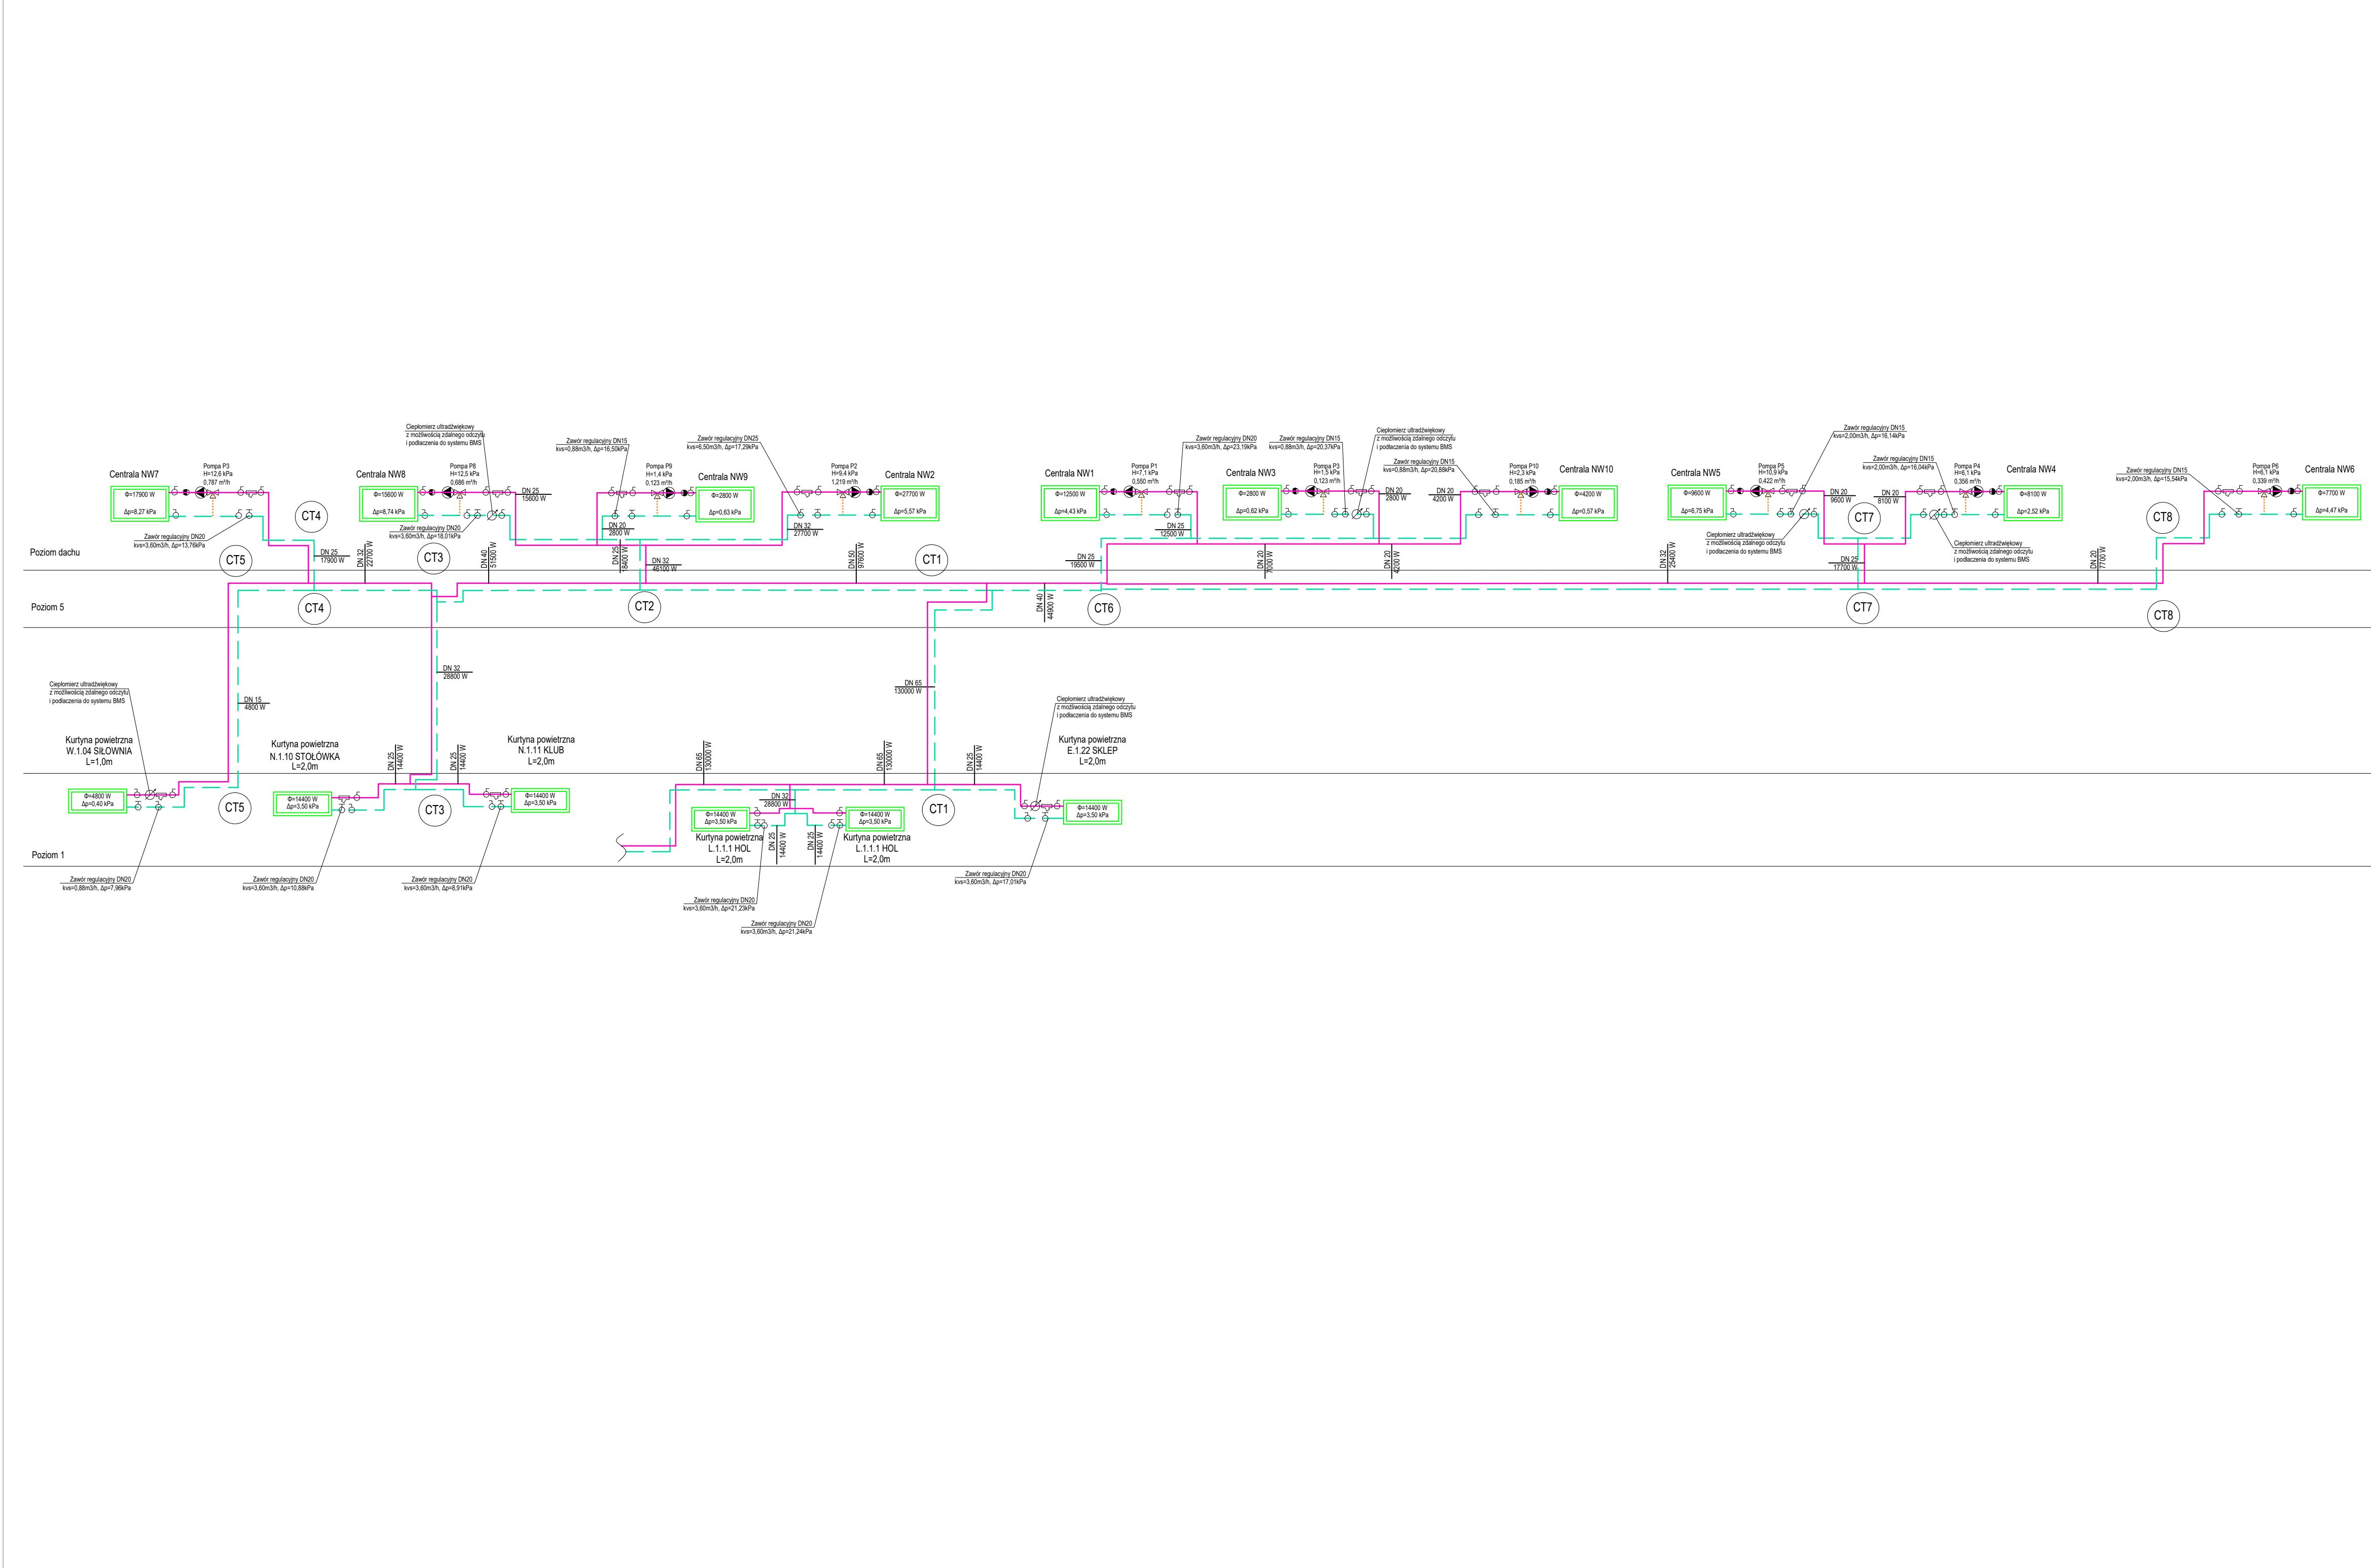 Centrala NW7
Pompa P3
H=12,6 kPa
0,787 m³/h
Φ=17900 W
Δp=8,27 kPa
Zawór regulacyjny DN20
kvs=3,60m3/h, Δp=13,76kPa
CT4
CT5
DN 25
17900 W
DN 32
22700 W
CT4
Ciepłomierz ultradźwiękowy
z możliwością zdalnego odczytu
i podłaczenia do systemu BMS
Centrala NW8
Pompa P8
H=12,5 kPa
0,686 m³/h
Φ=15600 W
Δp=8,74 kPa
Zawór regulacyjny DN20
kvs=3,60m3/h, Δp=18,01kPa
DN 25
15600 W
CT3
DN 40
51500 W
Zawór regulacyjny DN15
kvs=0,88m3/h, Δp=16,50kPa
Pompa P9
H=1,4 kPa
0,123 m³/h
Centrala NW9
Φ=2800 W
Δp=0,63 kPa
DN 20
2800 W
DN 25
18400 W
DN 32
46100 W
CT2
Zawór regulacyjny DN25
kvs=6,50m3/h, Δp=17,29kPa
Pompa P2
H=9,4 kPa
1,219 m³/h
Centrala NW2
Φ=27700 W
Δp=5,57 kPa
DN 32
27700 W
DN 50
97600 W
CT1
Centrala NW1
Pompa P1
H=7,1 kPa
0,550 m³/h
Φ=12500 W
Δp=4,43 kPa
Zawór regulacyjny DN20
kvs=3,60m3/h, Δp=23,19kPa
DN 25
12500 W
DN 25
19500 W
DN 40
44900 W
CT6
Centrala NW3
Zawór regulacyjny DN15
kvs=0,88m3/h, Δp=20,37kPa
Pompa P3
H=1,5 kPa
0,123 m³/h
Φ=2800 W
Δp=0,62 kPa
Ciepłomierz ultradźwiękowy
z możliwością zdalnego odczytu
i podłaczenia do systemu BMS
Zawór regulacyjny DN15
kvs=0,88m3/h, Δp=20,88kPa
DN 20
2800 W
DN 20
4200 W
DN 20
7000 W
DN 20
4200 W
Pompa P10
H=2,3 kPa
0,185 m³/h
Centrala NW10
Φ=4200 W
Δp=0,57 kPa
Centrala NW5
Pompa P5
H=10,9 kPa
0,422 m³/h
Φ=9600 W
Δp=6,75 kPa
Zawór regulacyjny DN15
kvs=2,00m3/h, Δp=16,14kPa
Zawór regulacyjny DN15
kvs=2,00m3/h, Δp=16,04kPa
DN 20
9600 W
DN 20
8100 W
CT7
Ciepłomierz ultradźwiękowy
z możliwością zdalnego odczytu
i podłaczenia do systemu BMS
DN 32
25400 W
DN 25
17700 W
CT7
Pompa P4
H=6,1 kPa
0,356 m³/h
Centrala NW4
Φ=8100 W
Δp=2,52 kPa
Ciepłomierz ultradźwiękowy
z możliwością zdalnego odczytu
i podłaczenia do systemu BMS
DN 20
7700 W
Zawór regulacyjny DN15
kvs=2,00m3/h, Δp=15,54kPa
CT8
CT8
Pompa P6
H=6,1 kPa
0,339 m³/h
Centrala NW6
Φ=7700 W
Δp=4,47 kPa
Poziom dachu
Poziom 5
DN 32
28800 W
DN 65
130000 W
Ciepłomierz ultradźwiękowy
z możliwością zdalnego odczytu
i podłaczenia do systemu BMS
DN 15
4800 W
Kurtyna powietrzna
W.1.04 SIŁOWNIA
L=1,0m
Φ=4800 W
Δp=0,40 kPa
CT5
Kurtyna powietrzna
N.1.10 STOŁÓWKA
L=2,0m
Φ=14400 W
Δp=3,50 kPa
DN 25
14400 W
DN 25
14400 W
CT3
Kurtyna powietrzna
N.1.11 KLUB
L=2,0m
Φ=14400 W
Δp=3,50 kPa
DN 65
130000 W
DN 32
28800 W
DN 65
130000 W
DN 25
14400 W
Φ=14400 W
Δp=3,50 kPa
Kurtyna powietrzna
L.1.1.1 HOL
L=2,0m
DN 25
14400 W
DN 25
14400 W
Φ=14400 W
Δp=3,50 kPa
Kurtyna powietrzna
L.1.1.1 HOL
L=2,0m
CT1
Ciepłomierz ultradźwiękowy
z możliwością zdalnego odczytu
i podłaczenia do systemu BMS
Kurtyna powietrzna
E.1.22 SKLEP
L=2,0m
Φ=14400 W
Δp=3,50 kPa
Poziom 1
Zawór regulacyjny DN20
kvs=0,88m3/h, Δp=7,96kPa
Zawór regulacyjny DN20
kvs=3,60m3/h, Δp=10,88kPa
Zawór regulacyjny DN20
kvs=3,60m3/h, Δp=8,91kPa
Zawór regulacyjny DN20
kvs=3,60m3/h, Δp=21,23kPa
Zawór regulacyjny DN20
kvs=3,60m3/h, Δp=21,24kPa
Zawór regulacyjny DN20
kvs=3,60m3/h, Δp=17,01kPa